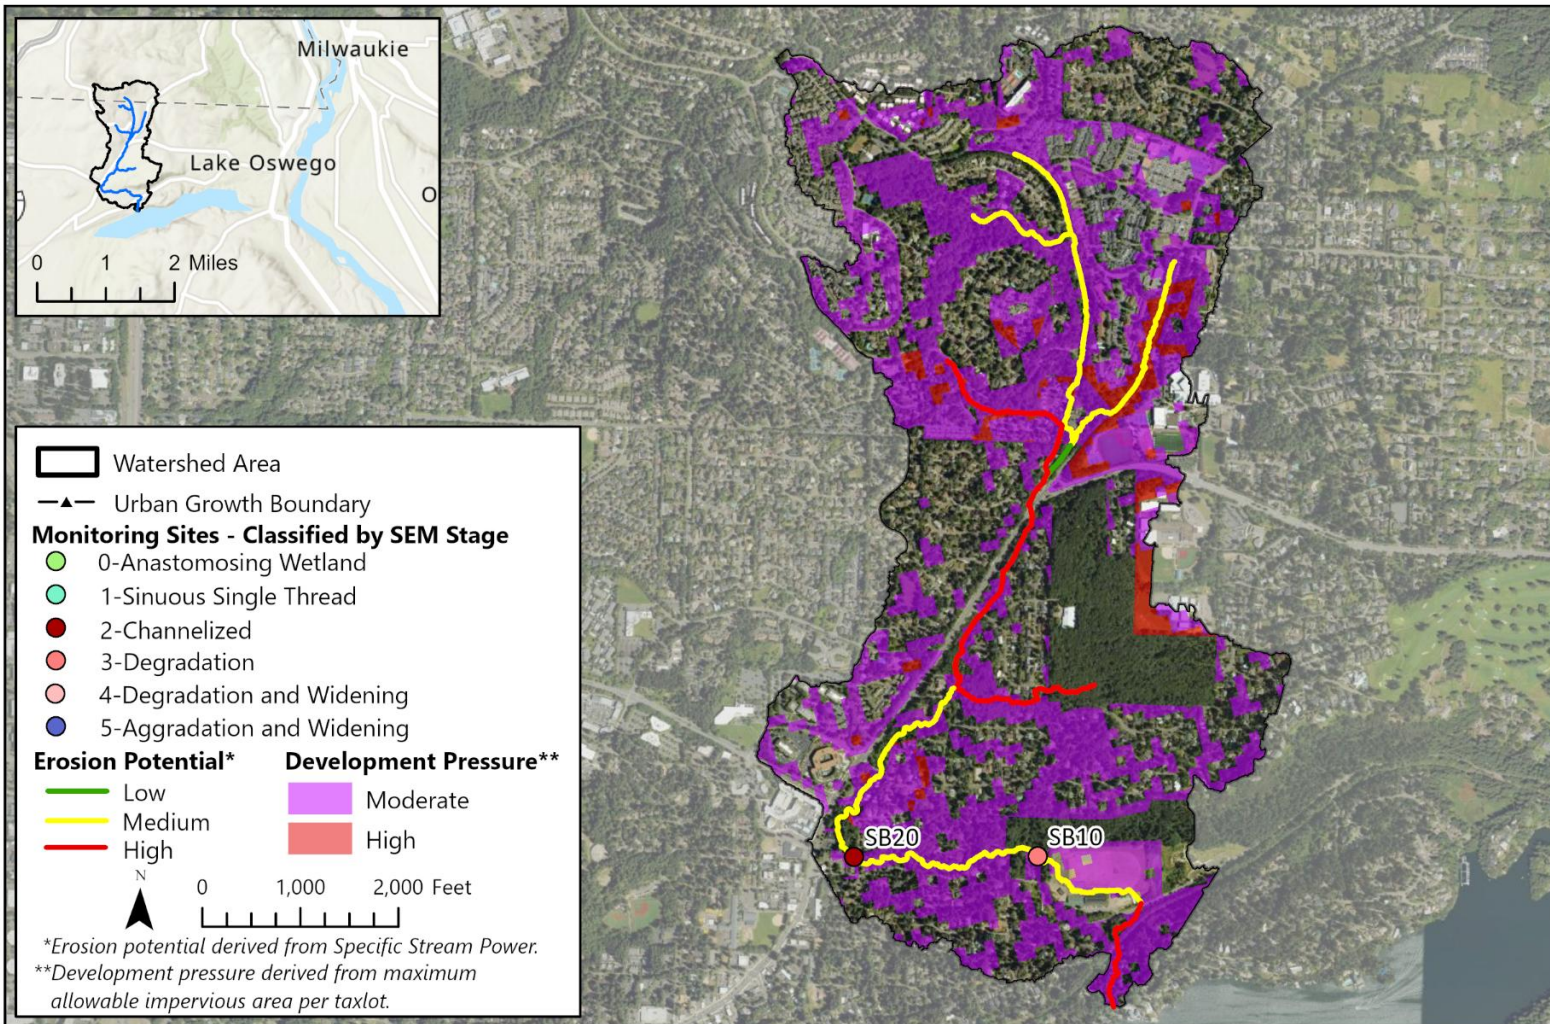 Milwaukie
Lake Oswego
O
0 1 2 Miles
Watershed Area
Urban Growth Boundary
Monitoring Sites - Classified by SEM Stage
0-Anastomosing Wetland
1-Sinuous Single Thread
2-Channelized
3-Degradation
4-Degradation and Widening
5-Aggradation and Widening
Erosion Potential* Development Pressure**
Low
Medium
High
Moderate
High
N
0 1,000 2,000 Feet
*Erosion potential derived from Specific Stream Power.
**Development pressure derived from maximum
allowable impervious area per taxlot.
SB20
SB10